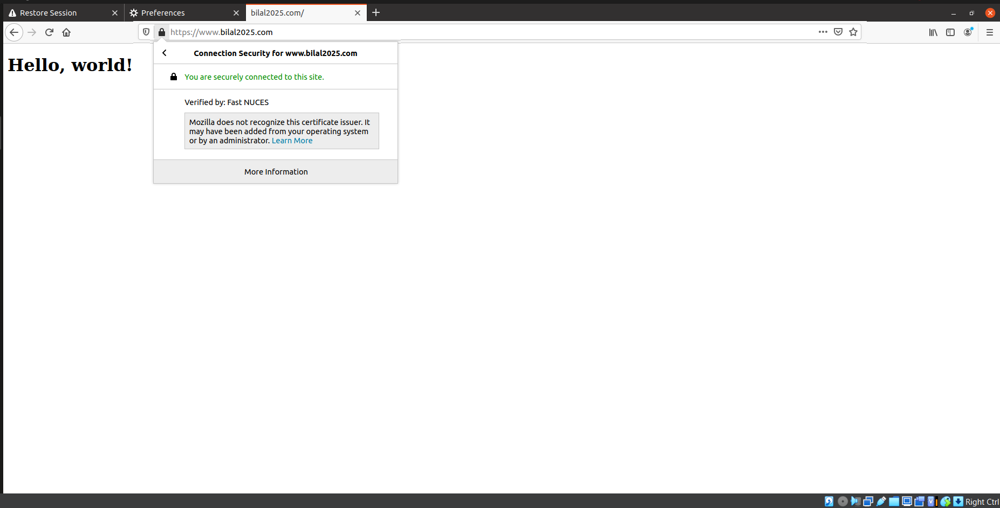 Restore Session
Preferences
bilal2025.com/
https://www.bilal2025.com
Hello, world!
Connection Security for www.bilal2025.com
You are securely connected to this site.
Verified by: Fast NUCES
Mozilla does not recognize this certificate issuer. It
may have been added from your operating system
or by an administrator. Learn More
More Information
Right Ctrl